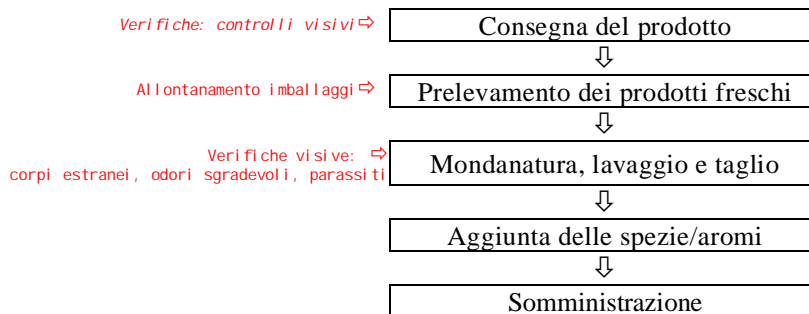 Verifiche: controlli visivi⇨
Consegna del prodotto
Allontanamento imballaggi⇨
Prelevamento dei prodotti freschi
Verifiche visive: ⇨
corpi estranei, odori sgradevoli, parassiti
Mondanatura, lavaggio e taglio
Aggiunta delle spezie/aromi
Somministrazione